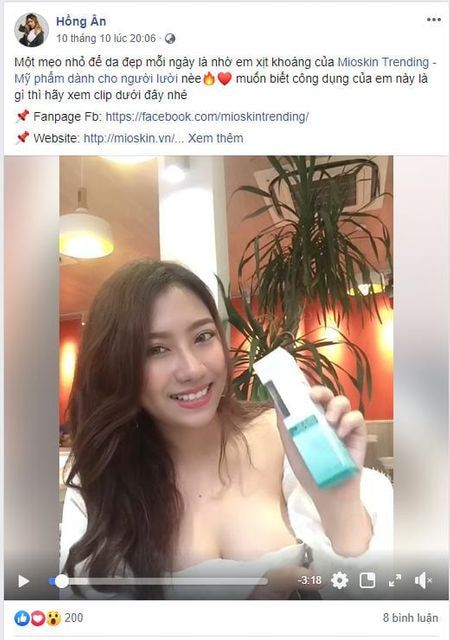 Hồng Ân
10 tháng 10 lúc 20:06 ·
Một mẹo nhỏ để da đẹp mỗi ngày là nhờ em xịt khoáng của Mioskin Trending -
Mỹ phẩm dành cho người lười nèe🔥❤️ muốn biết công dụng của em này là
gì thì hãy xem clip dưới đây nhé
📌 Fanpage Fb: https://facebook.com/mioskintrending/
📌 Website: http://mioskin.vn/... Xem thêm
-3:18
200
8 bình luận